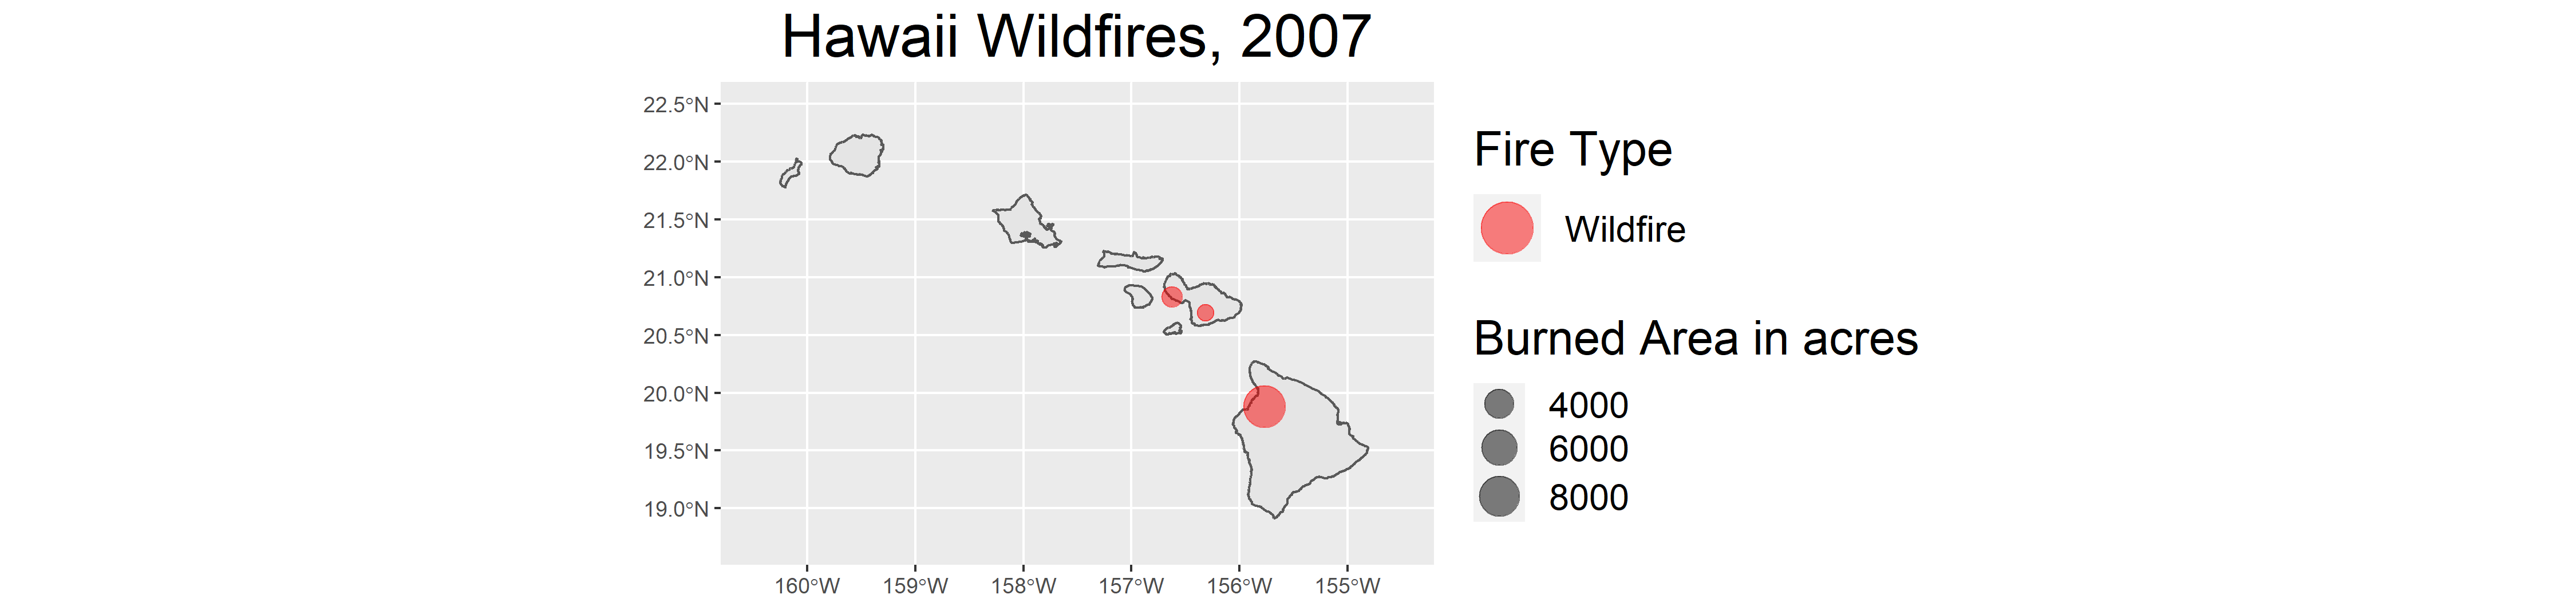 Hawaii Wildfires, 2007
22.5°N
22.0°N
21.5°N
21.0°N
20.5°N
20.0°N
19.5°N
19.0°N
160°W
159°W
158°W
157°W
156°W
155°W
Fire Type
Wildfire
Burned Area in acres
4000
6000
8000